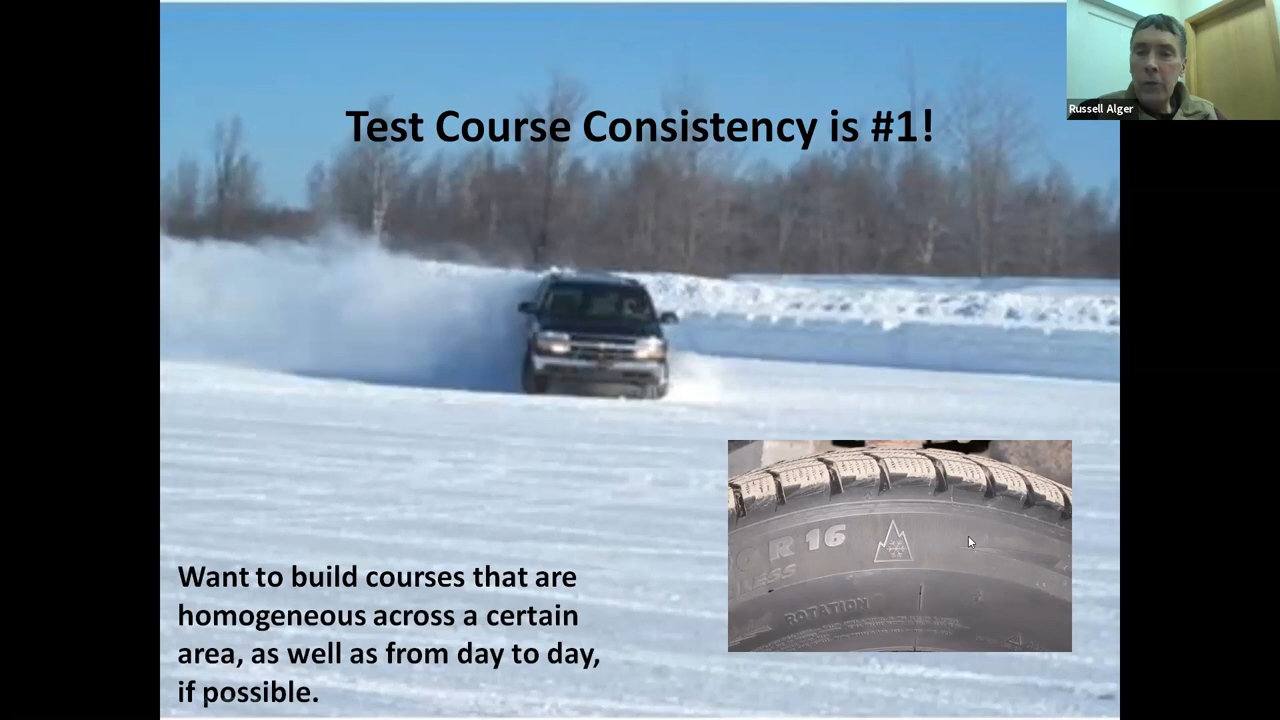 Test Course Consistency is #1!
Russell Alger
R 16
ROTATION
Want to build courses that are
homogeneous across a certain
area, as well as from day to day,
if possible.